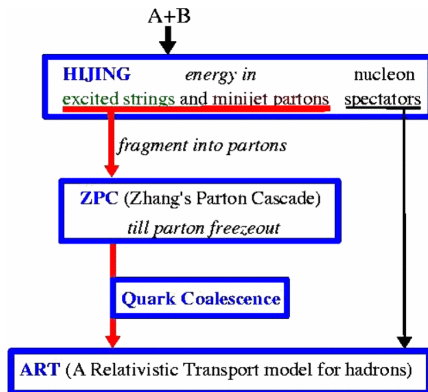 A+B
HIJING energy in nucleon
excited strings and minijet partons spectators
fragment into partons
ZPC (Zhang's Parton Cascade)
till parton freezeout
Quark Coalescence
ART (A Relativistic Transport model for hadrons)